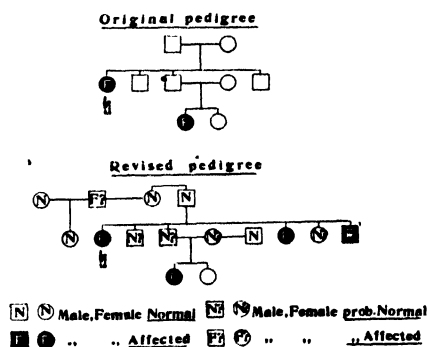 Original pedigree
F
F
Revised pedigree
N F? N N
N F N? N? N? N F N? F
F
N N Male, Female Normal N? N? Male, Female prob. Normal
F F ,, ,, Affected F? F? ,, ,, ,, Affected